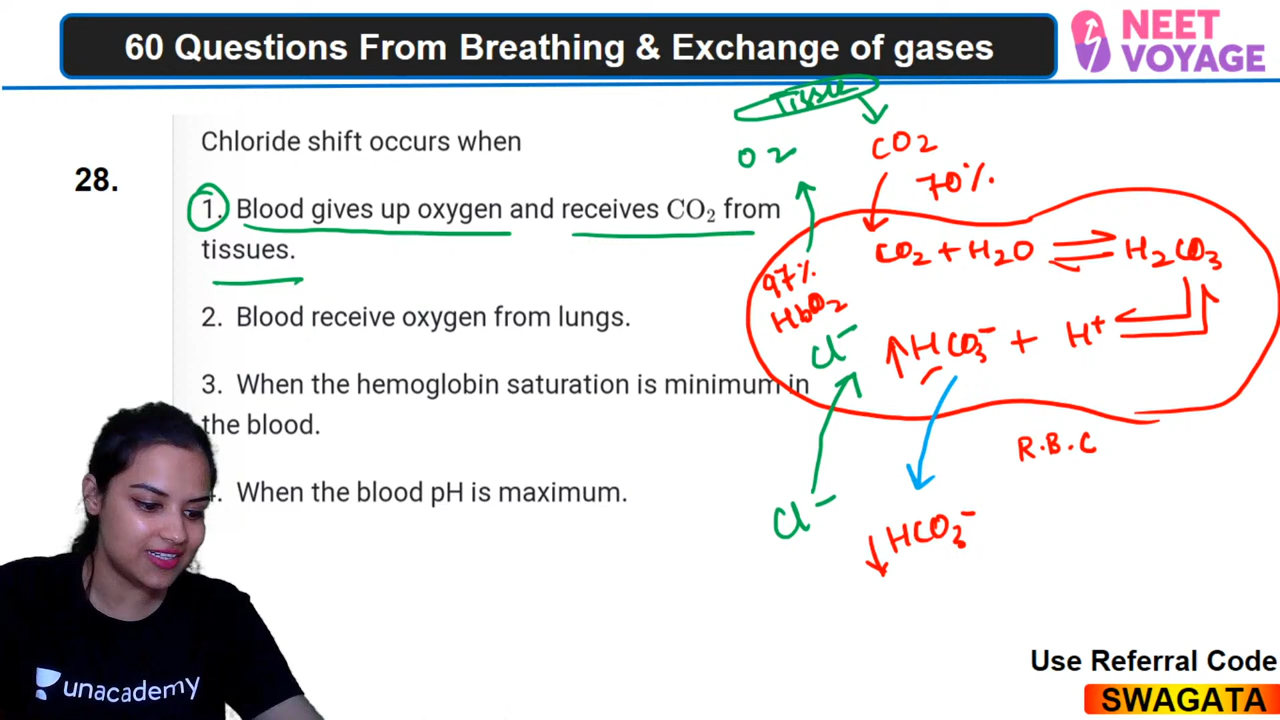 60 Questions From Breathing & Exchange of gases
NEET
VOYAGE
28.
Chloride shift occurs when
1. Blood gives up oxygen and receives CO₂ from
tissues.
2. Blood receive oxygen from lungs.
3. When the hemoglobin saturation is minimum in
the blood.
4. When the blood pH is maximum.
Tissue
O2
CO2
70%
CO2 + H2O ⇌ H2CO3
97%
HbO2
Cl⁻
↑HCO3⁻ + H⁺
R.B.C
Cl⁻
↓HCO3⁻
unacademy
Use Referral Code
SWAGATA